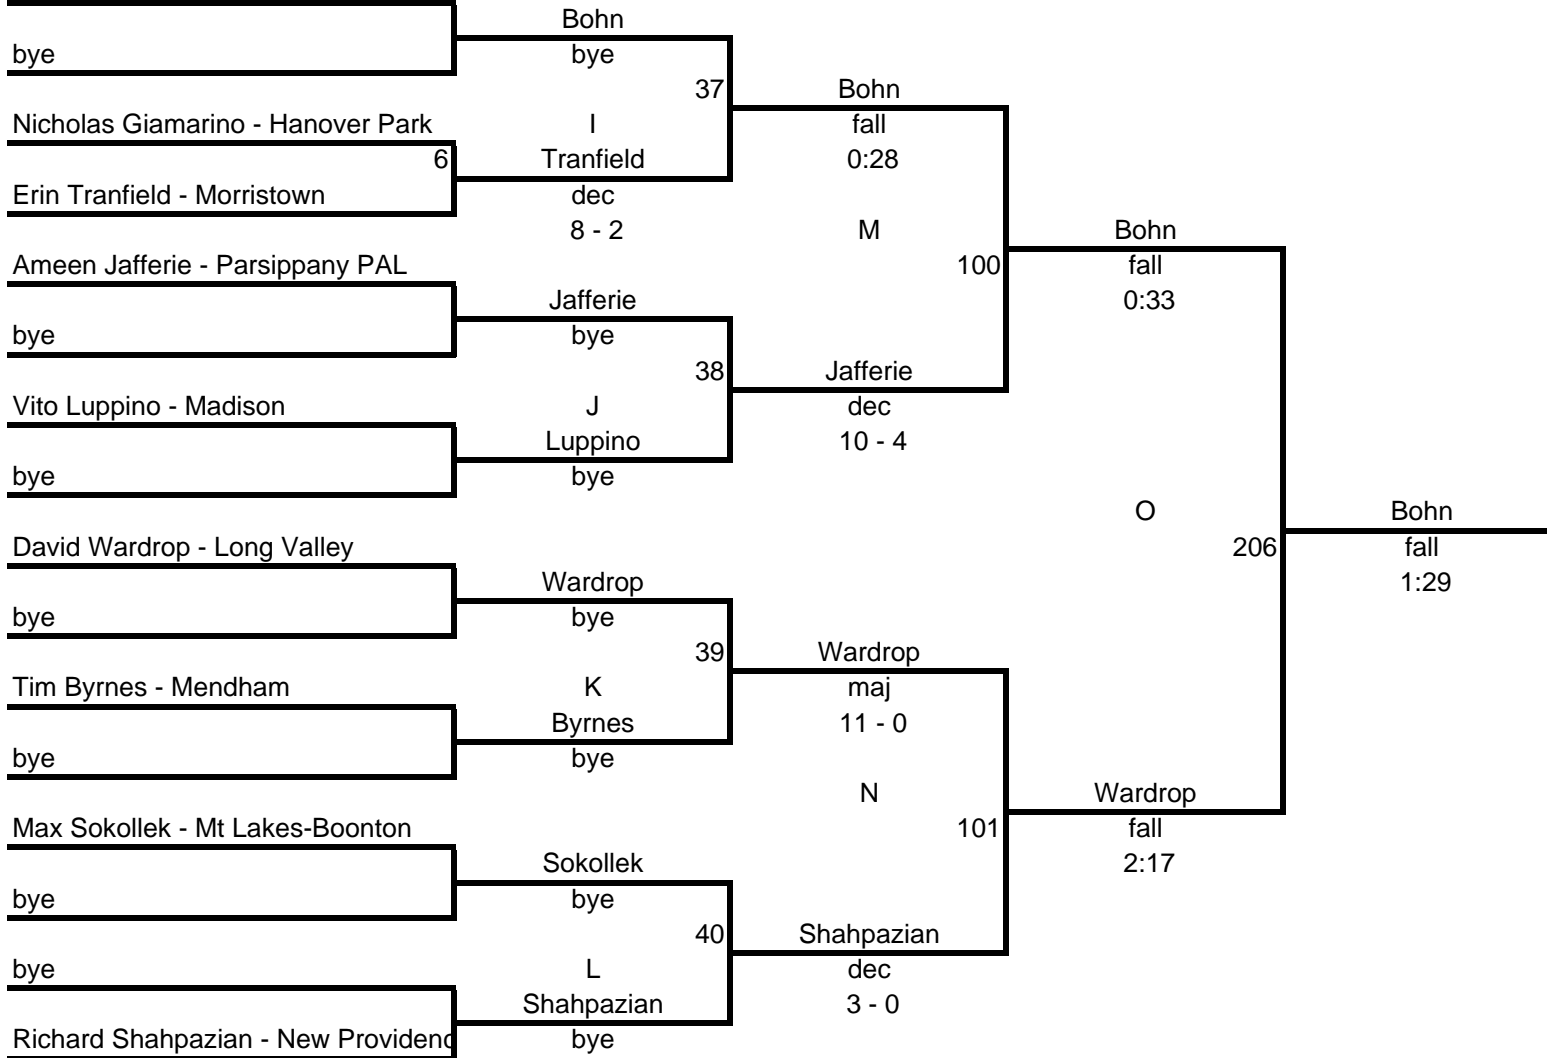 Bohn
bye
bye
37
Bohn
Nicholas Giamarino - Hanover Park
I
fall
6
Tranfield
0:28
Erin Tranfield - Morristown
dec
8 - 2
M
Bohn
Ameen Jafferie - Parsippany PAL
100
fall
Jafferie
0:33
bye
bye
38
Jafferie
Vito Luppino - Madison
J
dec
Luppino
10 - 4
bye
bye
O
Bohn
David Wardrop - Long Valley
206
fall
Wardrop
1:29
bye
bye
39
Wardrop
Tim Byrnes - Mendham
K
maj
Byrnes
11 - 0
bye
bye
N
Wardrop
Max Sokollek - Mt Lakes-Boonton
101
fall
Sokollek
2:17
bye
bye
40
Shahpazian
bye
L
dec
Shahpazian
3 - 0
Richard Shahpazian - New Providenc
bye